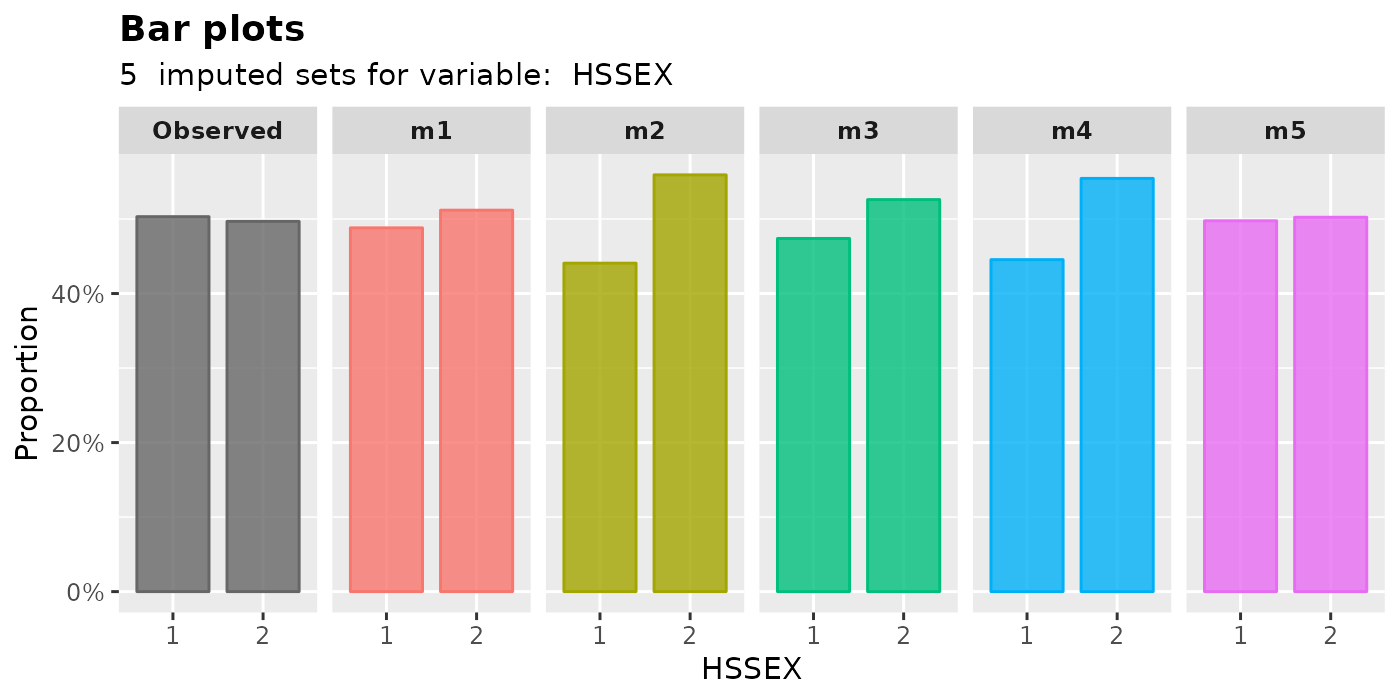 Bar plots
5  imputed sets for variable:  HSSEX
Observed m1 m2 m3 m4 m5
40%
20%
0%
Proportion
1 2 1 2 1 2 1 2 1 2 1 2
HSSEX